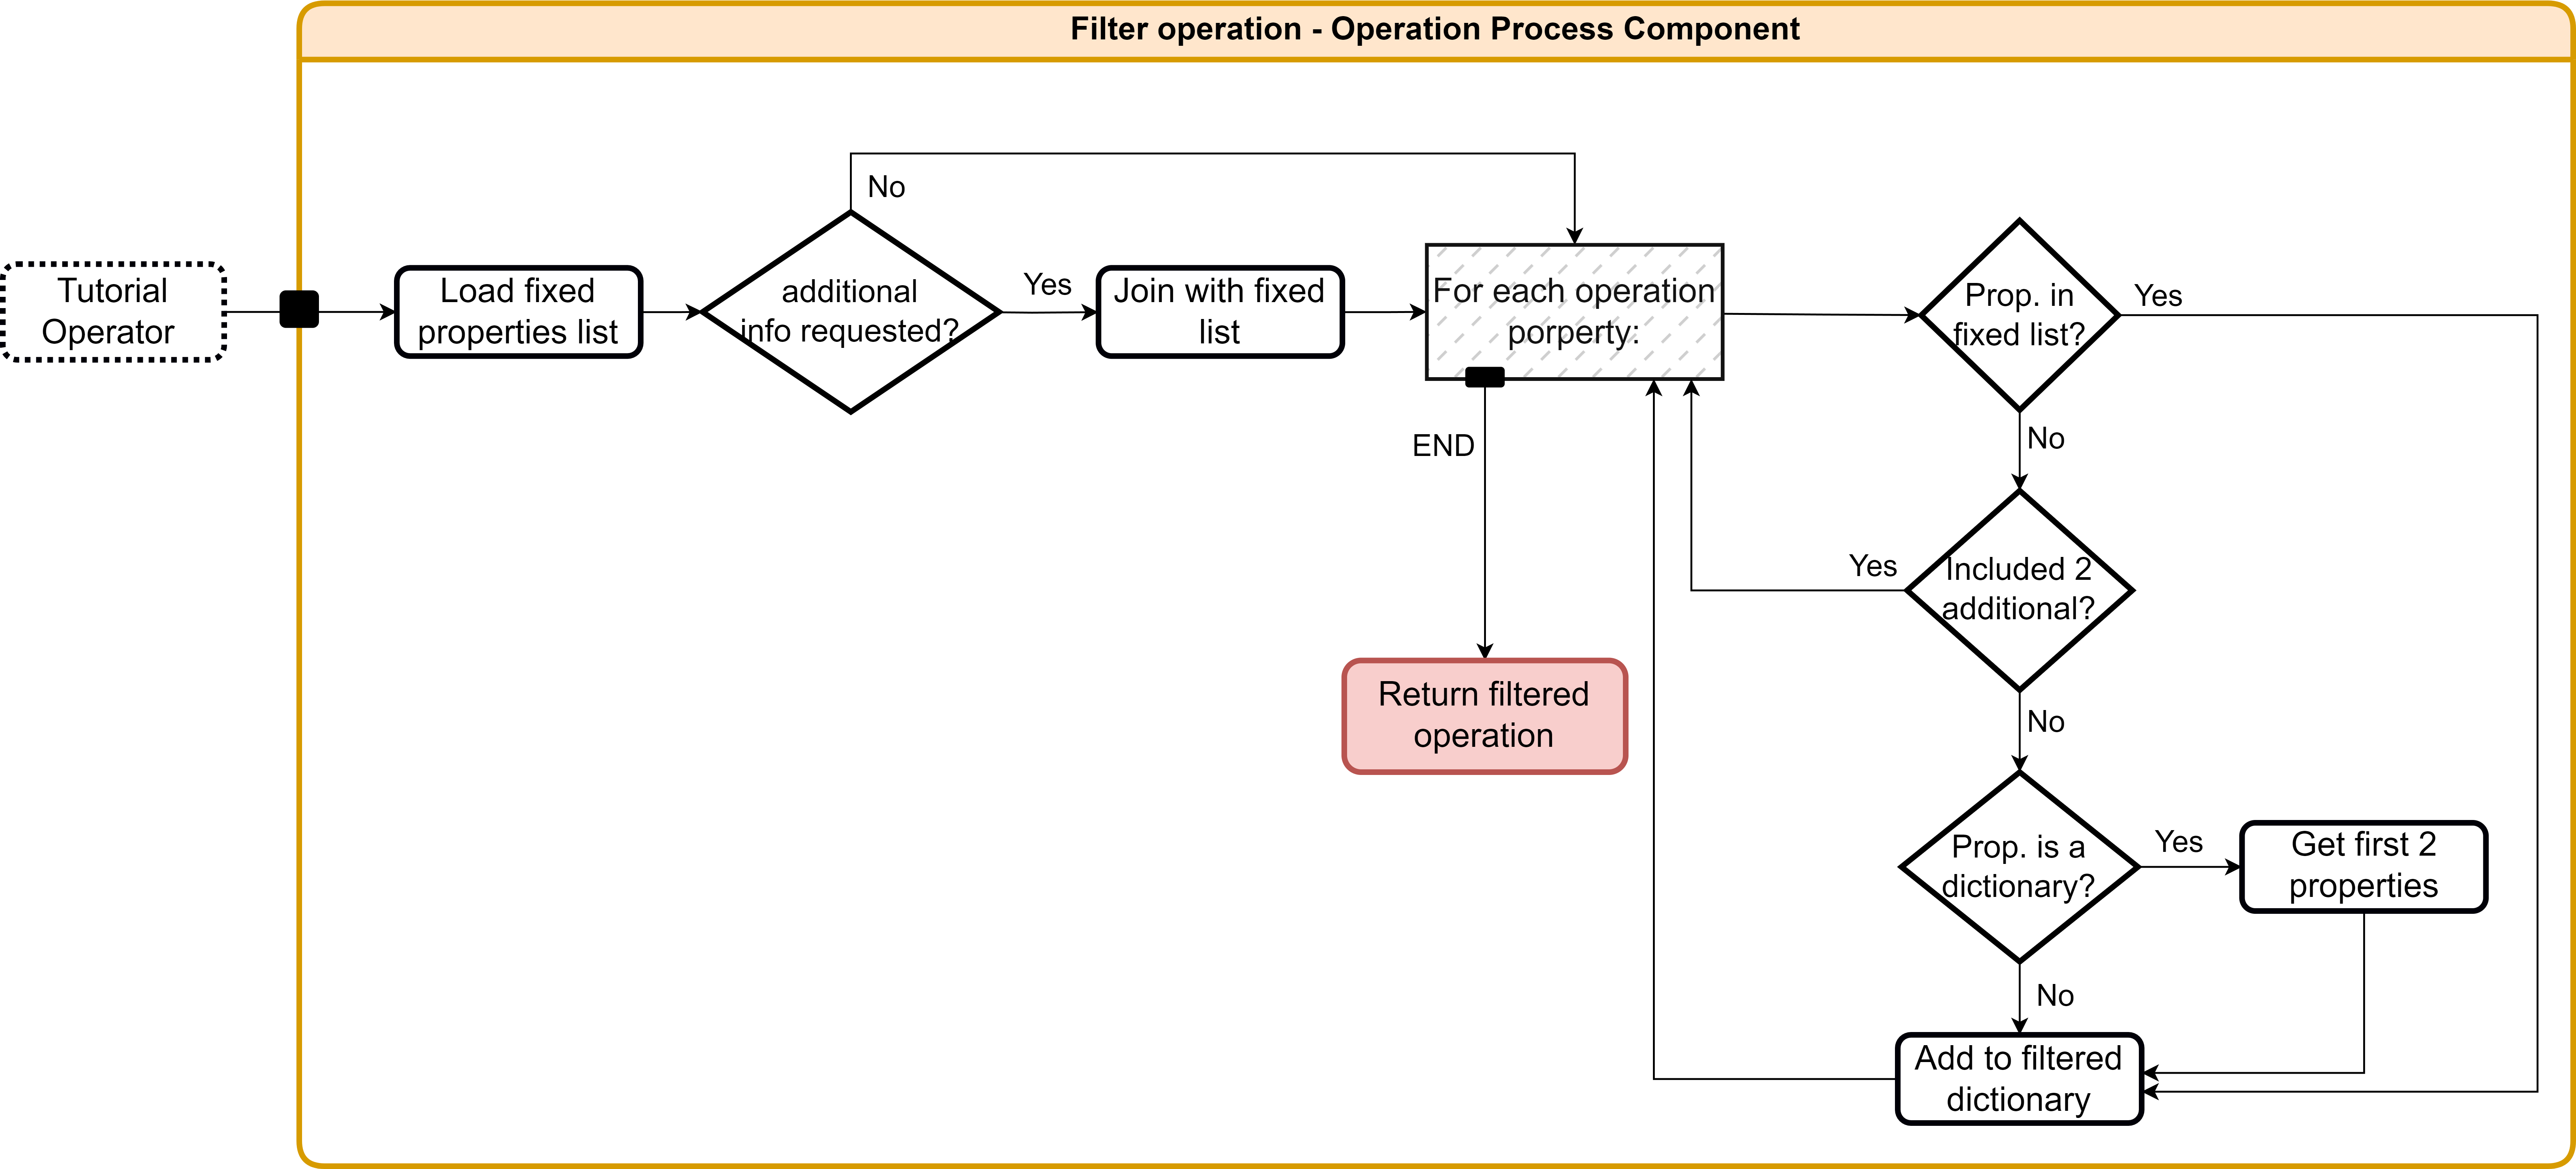 Filter operation - Operation Process Component
No
Tutorial
Operator
Load fixed
properties list
additional
info requested?
Yes
Join with fixed
list
For each operation
porperty:
Prop. in
fixed list?
Yes
END
No
Yes
Included 2
additional?
Return filtered
operation
No
Prop. is a
dictionary?
Yes
Get first 2
properties
No
Add to filtered
dictionary